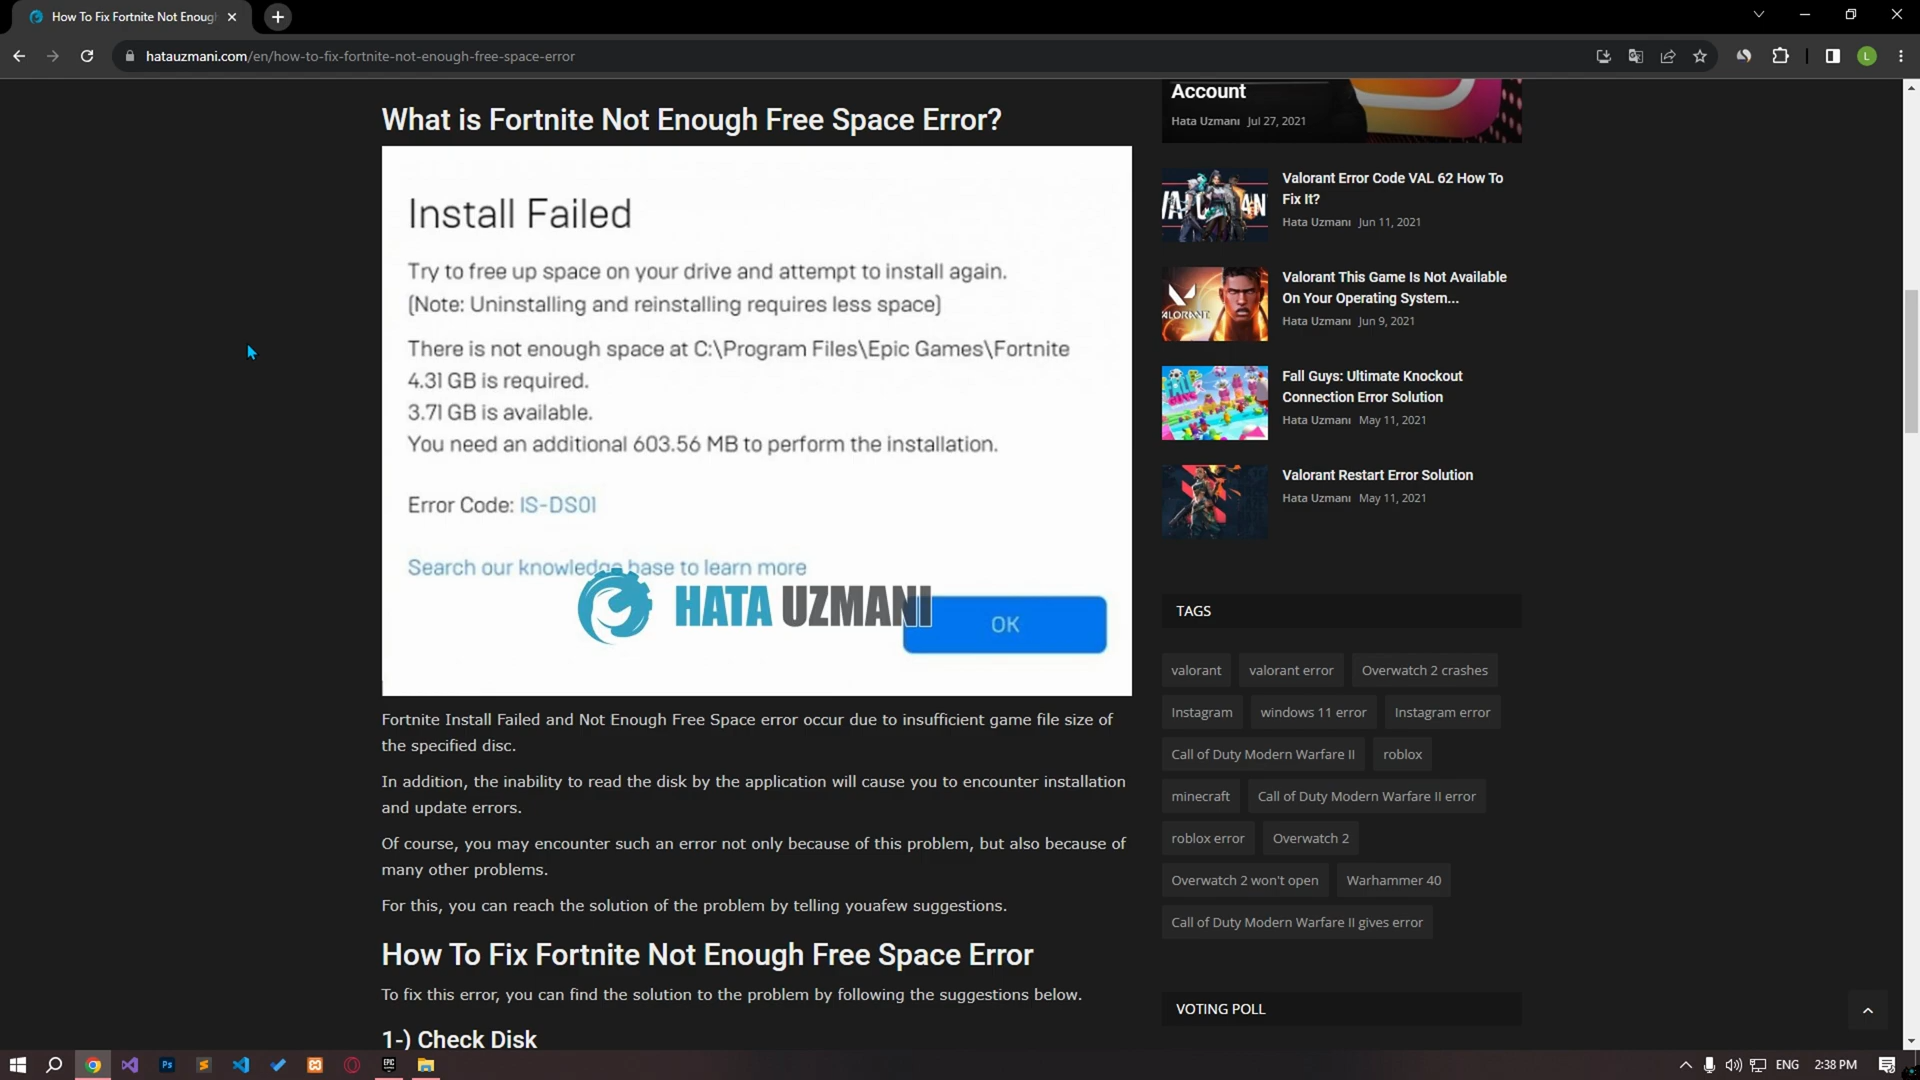 How To Fix Fortnite Not Enough
hatauzmani.com/en/how-to-fix-fortnite-not-enough-free-space-error
L
What is Fortnite Not Enough Free Space Error?
Install Failed
Try to free up space on your drive and attempt to install again.
(Note: Uninstalling and reinstalling requires less space)
There is not enough space at C:\Program Files\Epic Games\Fortnite
4.31 GB is required.
3.71 GB is available.
You need an additional 603.56 MB to perform the installation.
Error Code: IS-DS01
Search our knowledge base to learn more
HATA UZMANI
OK
Fortnite Install Failed and Not Enough Free Space error occur due to insufficient game file size of
the specified disc.
In addition, the inability to read the disk by the application will cause you to encounter installation
and update errors.
Of course, you may encounter such an error not only because of this problem, but also because of
many other problems.
For this, you can reach the solution of the problem by telling youafew suggestions.
How To Fix Fortnite Not Enough Free Space Error
To fix this error, you can find the solution to the problem by following the suggestions below.
1-) Check Disk
Account
Hata Uzmanı Jul 27, 2021
Valorant Error Code VAL 62 How To
Fix It?
Hata Uzmanı Jun 11, 2021
Valorant This Game Is Not Available
On Your Operating System...
Hata Uzmanı Jun 9, 2021
VALORANT
Fall Guys: Ultimate Knockout
Connection Error Solution
Hata Uzmanı May 11, 2021
Valorant Restart Error Solution
Hata Uzmanı May 11, 2021
TAGS
valorant valorant error Overwatch 2 crashes
Instagram windows 11 error Instagram error
Call of Duty Modern Warfare II roblox
minecraft Call of Duty Modern Warfare II error
roblox error Overwatch 2
Overwatch 2 won't open Warhammer 40
Call of Duty Modern Warfare II gives error
VOTING POLL
Ps
EPIC
ENG
2:38 PM